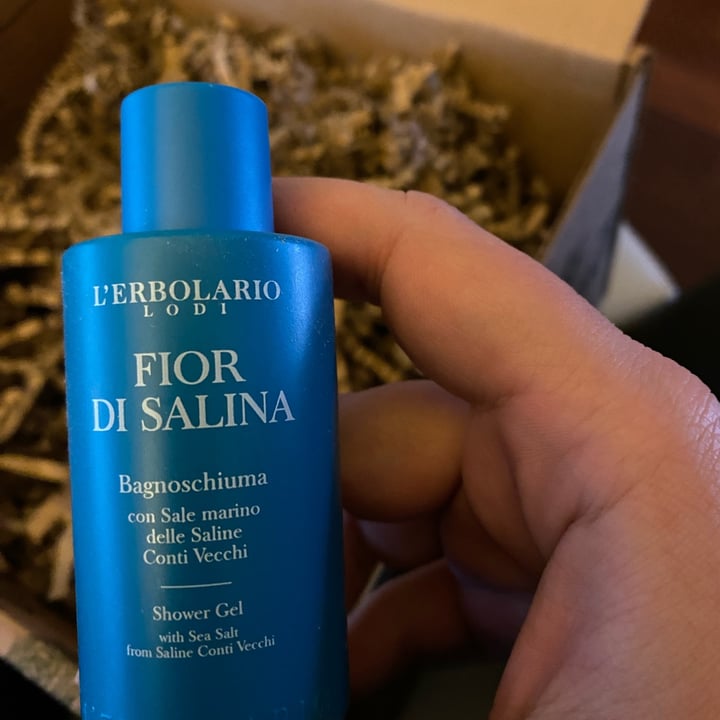 L'ERBOLARIO
LODI
FIOR
DI SALINA
Bagnoschiuma
con Sale marino
delle Saline
Conti Vecchi
Shower Gel
with Sea Salt
from Saline Conti Vecchi